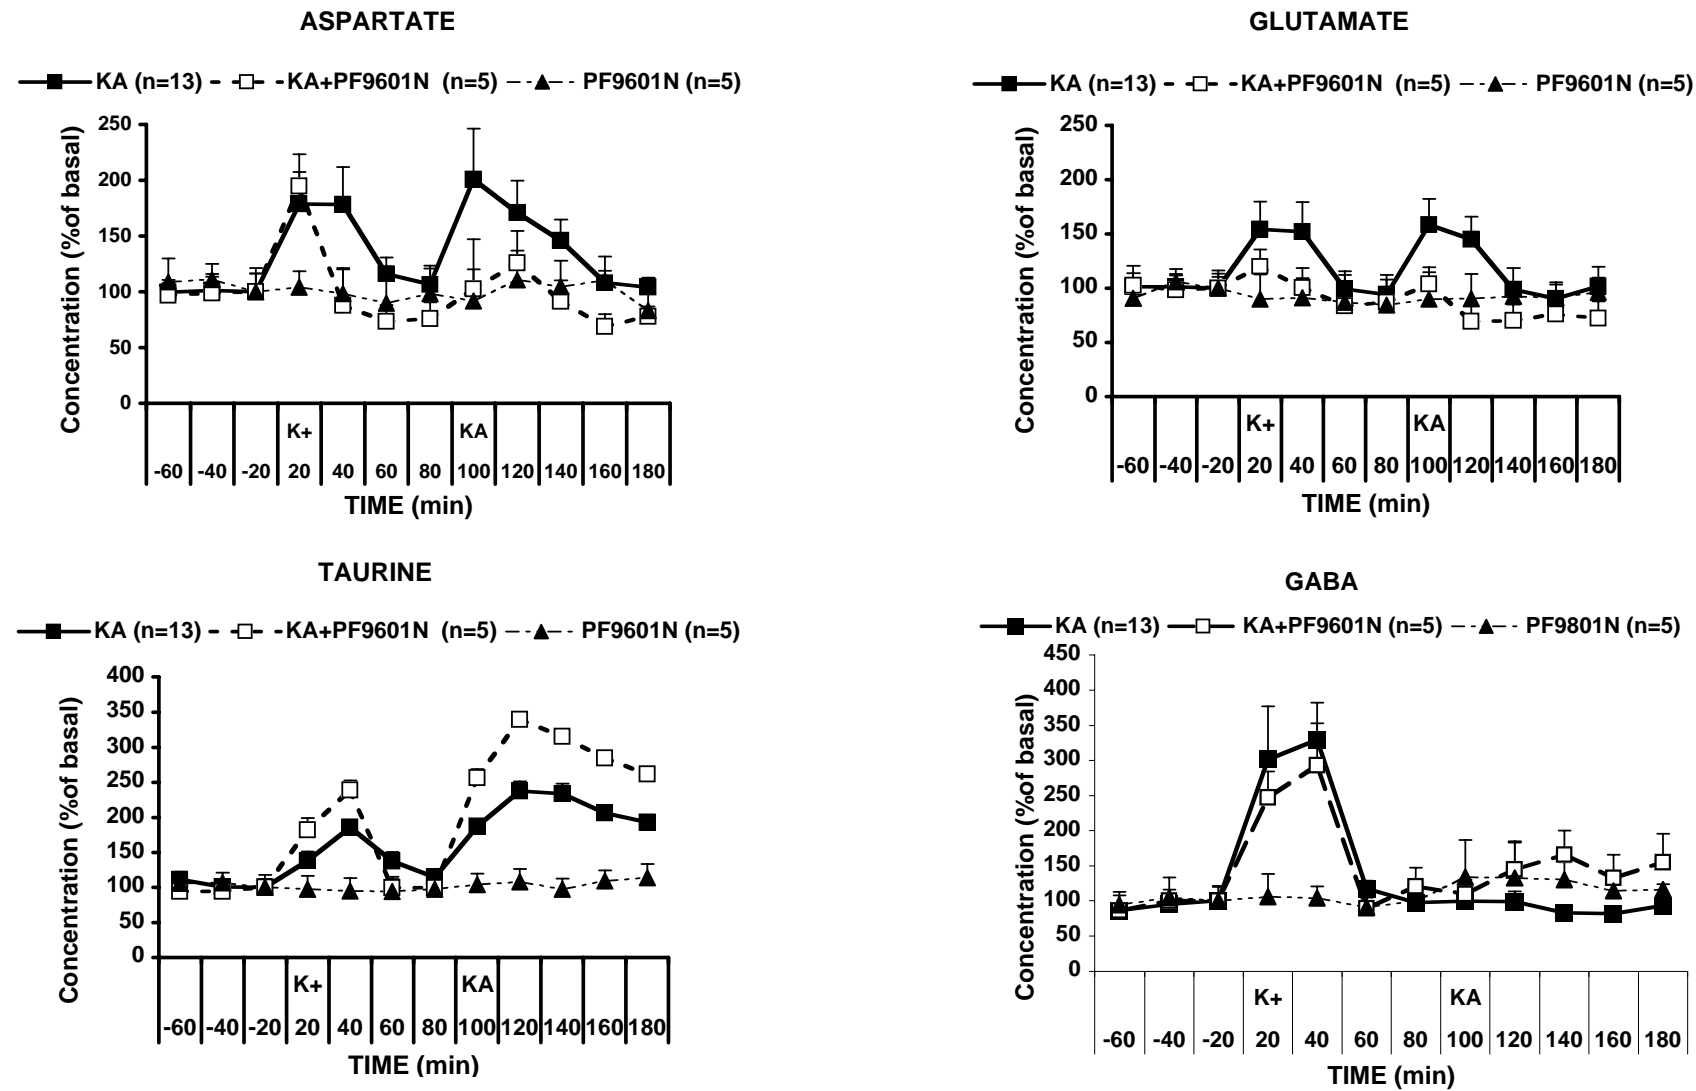 ASPARTATE
KA (n=13) KA+PF9601N (n=5) PF9601N (n=5)
Concentration (%of basal)
250
200
150
100
50
0
K+ KA
-60 -40 -20 20 40 60 80 100 120 140 160 180
TIME (min)
GLUTAMATE
KA (n=13) KA+PF9601N (n=5) PF9601N (n=5)
Concentration (%of basal)
250
200
150
100
50
0
K+ KA
-60 -40 -20 20 40 60 80 100 120 140 160 180
TIME (min)
TAURINE
KA (n=13) KA+PF9601N (n=5) PF9601N (n=5)
Concentration (%of basal)
400
350
300
250
200
150
100
50
0
K+ KA
-60 -40 -20 20 40 60 80 100 120 140 160 180
TIME (min)
GABA
KA (n=13) KA+PF9601N (n=5) PF9801N (n=5)
Concentration (%of basal)
450
400
350
300
250
200
150
100
50
0
K+ KA
-60 -40 -20 20 40 60 80 100 120 140 160 180
TIME (min)